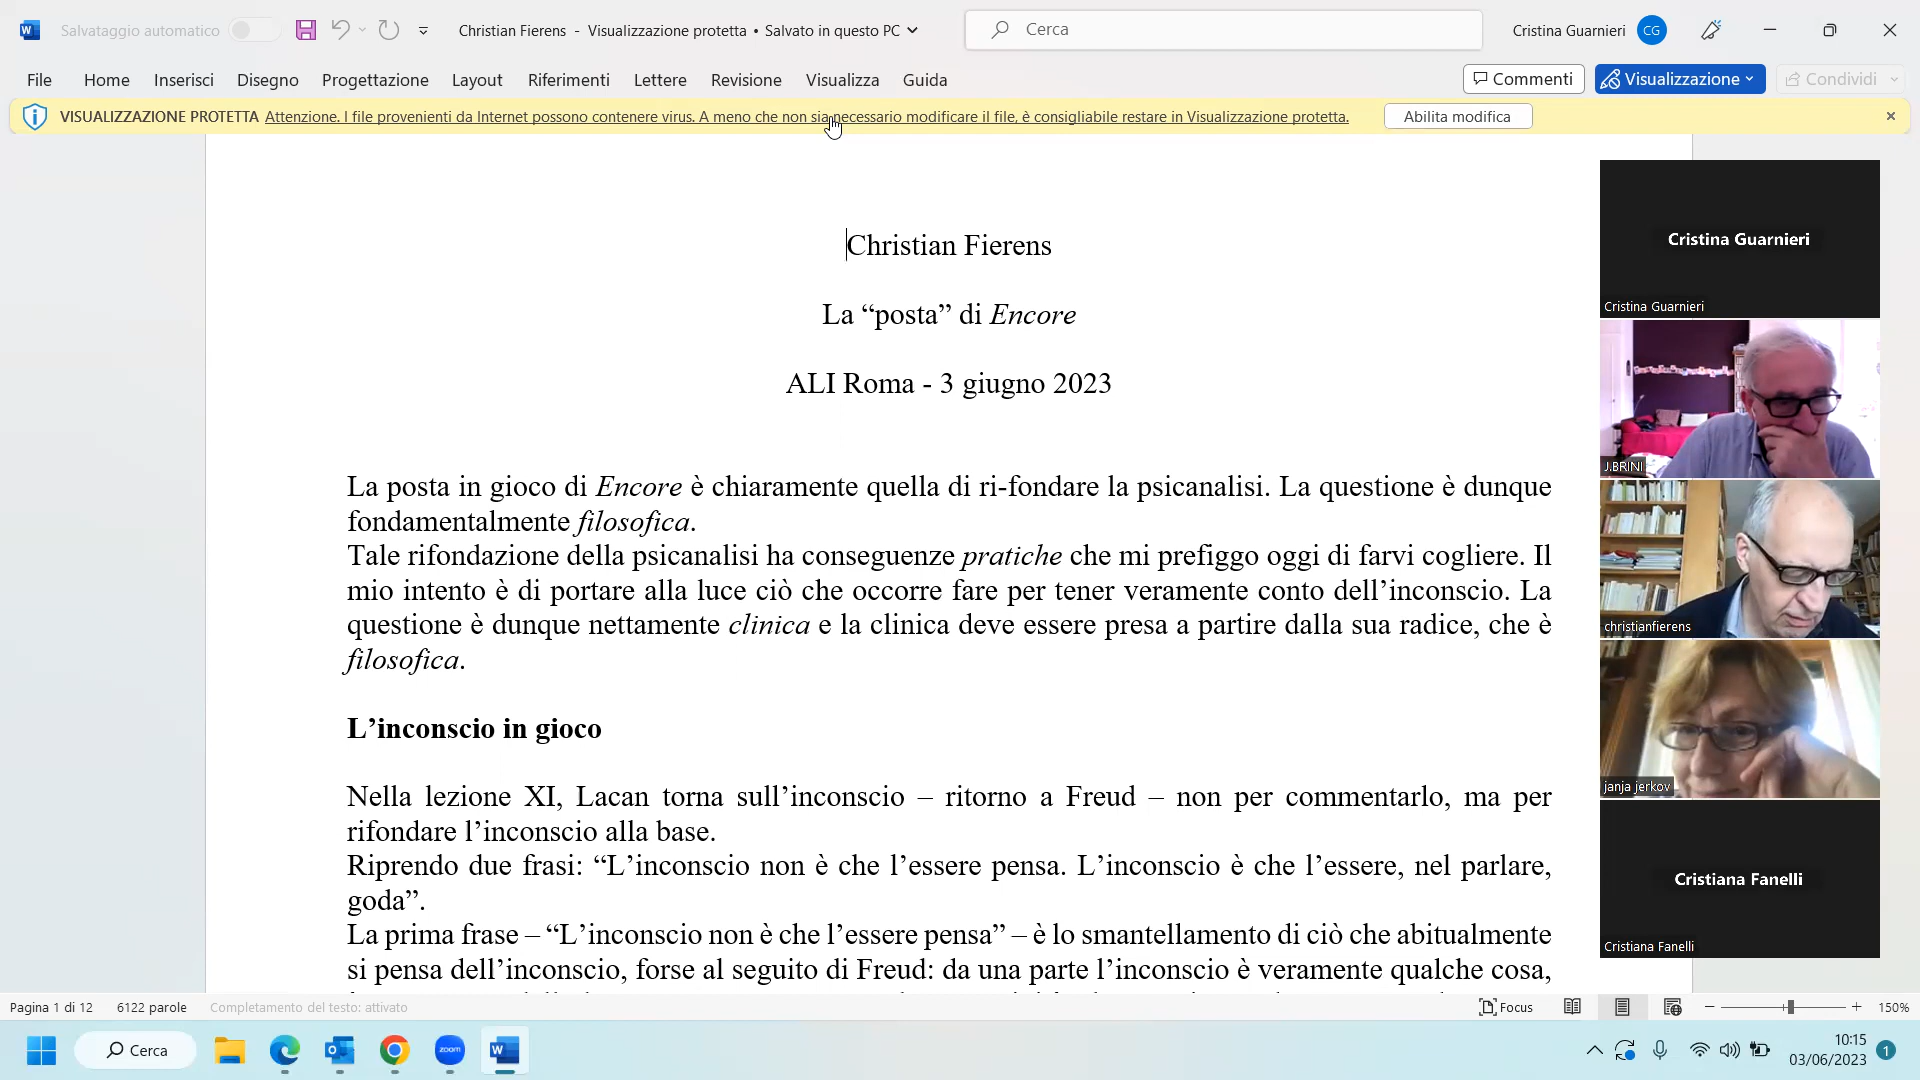 Salvataggio automatico
Christian Fierens - Visualizzazione protetta • Salvato in questo PC
Cerca
Cristina Guarnieri
CG
File Home Inserisci Disegno Progettazione Layout Riferimenti Lettere Revisione Visualizza Guida
Commenti
Visualizzazione
Condividi
VISUALIZZAZIONE PROTETTA Attenzione. I file provenienti da Internet possono contenere virus. A meno che non sia necessario modificare il file, è consigliabile restare in Visualizzazione protetta.
Abilita modifica
Christian Fierens
La “posta” di Encore
ALI Roma - 3 giugno 2023
La posta in gioco di Encore è chiaramente quella di ri-fondare la psicanalisi. La questione è dunque
fondamentalmente filosofica.
Tale rifondazione della psicanalisi ha conseguenze pratiche che mi prefiggo oggi di farvi cogliere. Il
mio intento è di portare alla luce ciò che occorre fare per tener veramente conto dell’inconscio. La
questione è dunque nettamente clinica e la clinica deve essere presa a partire dalla sua radice, che è
filosofica.
L’inconscio in gioco
Nella lezione XI, Lacan torna sull’inconscio – ritorno a Freud – non per commentarlo, ma per
rifondare l’inconscio alla base.
Riprendo due frasi: “L’inconscio non è che l’essere pensa. L’inconscio è che l’essere, nel parlare,
goda”.
La prima frase – “L’inconscio non è che l’essere pensa” – è lo smantellamento di ciò che abitualmente
si pensa dell’inconscio, forse al seguito di Freud: da una parte l’inconscio è veramente qualche cosa,
Cristina Guarnieri
Cristina Guarnieri
J.BRINI
christianfierens
janja jerkov
Cristiana Fanelli
Cristiana Fanelli
Pagina 1 di 12 6122 parole Completamento del testo: attivato
Focus
150%
Cerca
zoom
10:15
03/06/2023
1